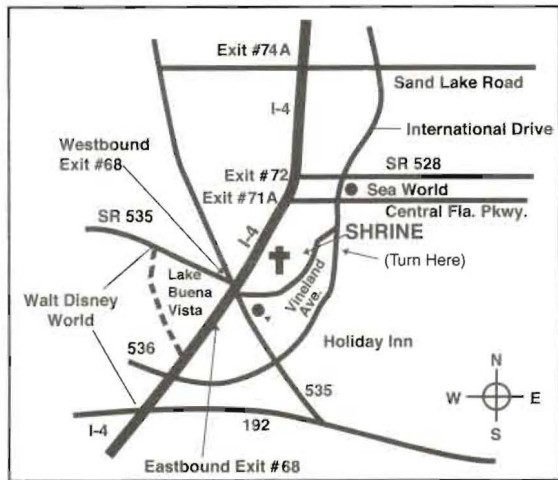 Exit #74A
Sand Lake Road
I-4
International Drive
Westbound
Exit #68
Exit #72
SR 528
Sea World
Exit #71A
Central Fla. Pkwy.
SR 535
I-4
SHRINE
(Turn Here)
Lake
Buena
Vista
Vineland
Ave.
Walt Disney
World
Holiday Inn
536
535
N
W
E
S
192
I-4
Eastbound Exit #68